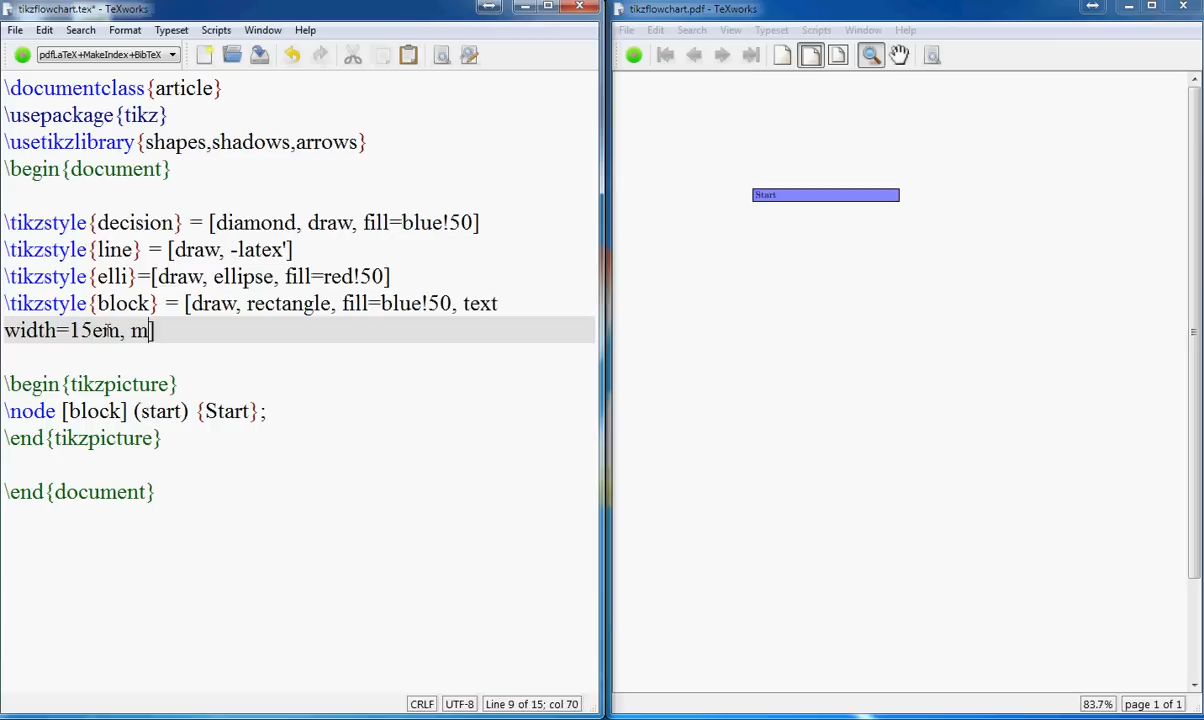 tikzflowchart.tex* - TeXworks
File Edit Search Format Typeset Scripts Window Help
pdfLaTeX+MakeIndex+BibTeX
\documentclass{article}
\usepackage{tikz}
\usetikzlibrary{shapes,shadows,arrows}
\begin{document}
\tikzstyle{decision} = [diamond, draw, fill=blue!50]
\tikzstyle{line} = [draw, -latex']
\tikzstyle{elli}=[draw, ellipse, fill=red!50]
\tikzstyle{block} = [draw, rectangle, fill=blue!50, text
width=15em, m]
\begin{tikzpicture}
\node [block] (start) {Start};
\end{tikzpicture}
\end{document}
CRLF UTF-8 Line 9 of 15; col 70
tikzflowchart.pdf - TeXworks
File Edit Search View Typeset Scripts Window Help
Start
83.7% page 1 of 1